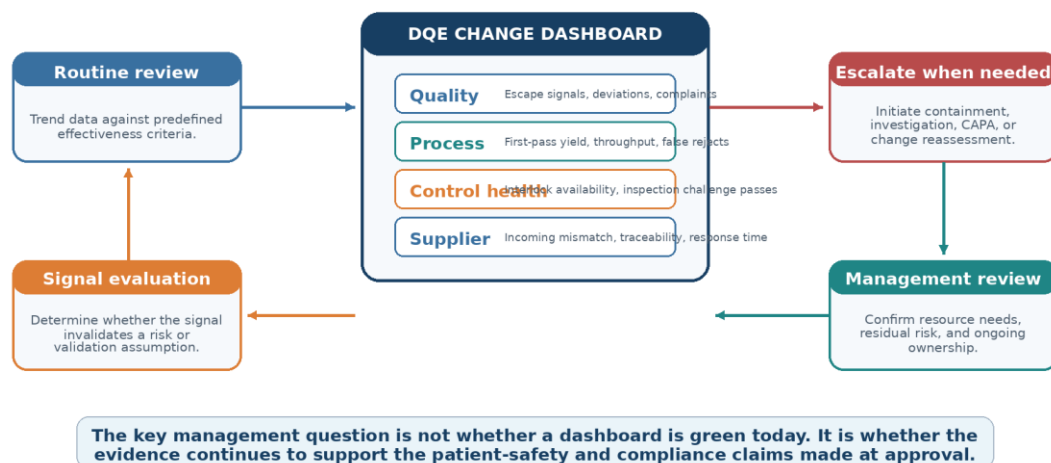 DQE CHANGE DASHBOARD
Routine review
Trend data against predefined
effectiveness criteria.
Quality Escape signals, deviations, complaints
Process First-pass yield, throughput, false rejects
Control health Interlock availability, inspection challenge passes
Supplier Incoming mismatch, traceability, response time
Escalate when needed
Initiate containment,
investigation, CAPA, or
change reassessment.
Signal evaluation
Determine whether the signal
invalidates a risk or
validation assumption.
Management review
Confirm resource needs,
residual risk, and ongoing
ownership.
The key management question is not whether a dashboard is green today. It is whether the
evidence continues to support the patient-safety and compliance claims made at approval.